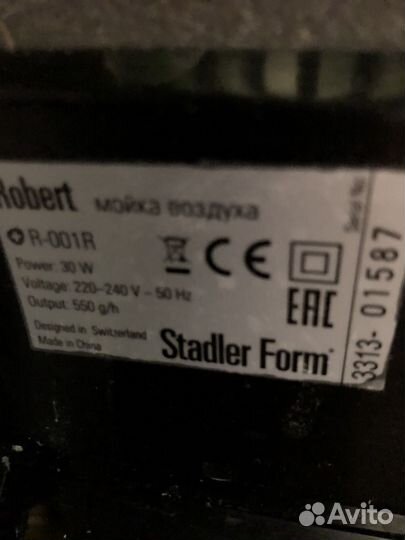 Robert мойка воздуха
R-001R
Power: 30 W
Voltage: 220–240 V – 50 Hz
Output: 550 g/h
Designed in Switzerland
Made in China
CE
EAC
Stadler Form
Serial No.
3313- 01587
Avito